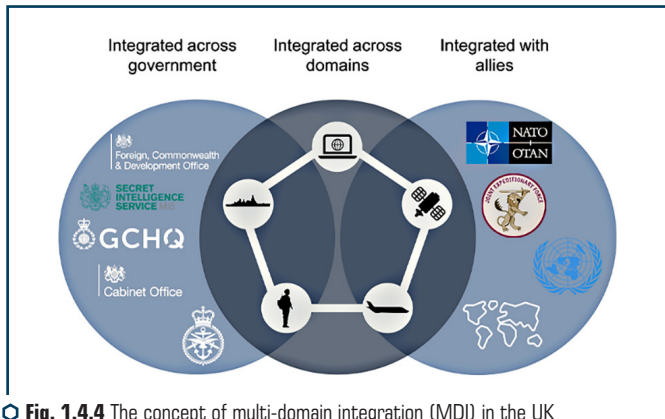 Integrated across
government
Integrated across
domains
Integrated with
allies
Foreign, Commonwealth
& Development Office
SECRET
INTELLIGENCE
SERVICE MI6
GCHQ
Cabinet Office
NATO
OTAN
JOINT EXPEDITIONARY FORCE
Fig. 1.4.4 The concept of multi-domain integration (MDI) in the UK